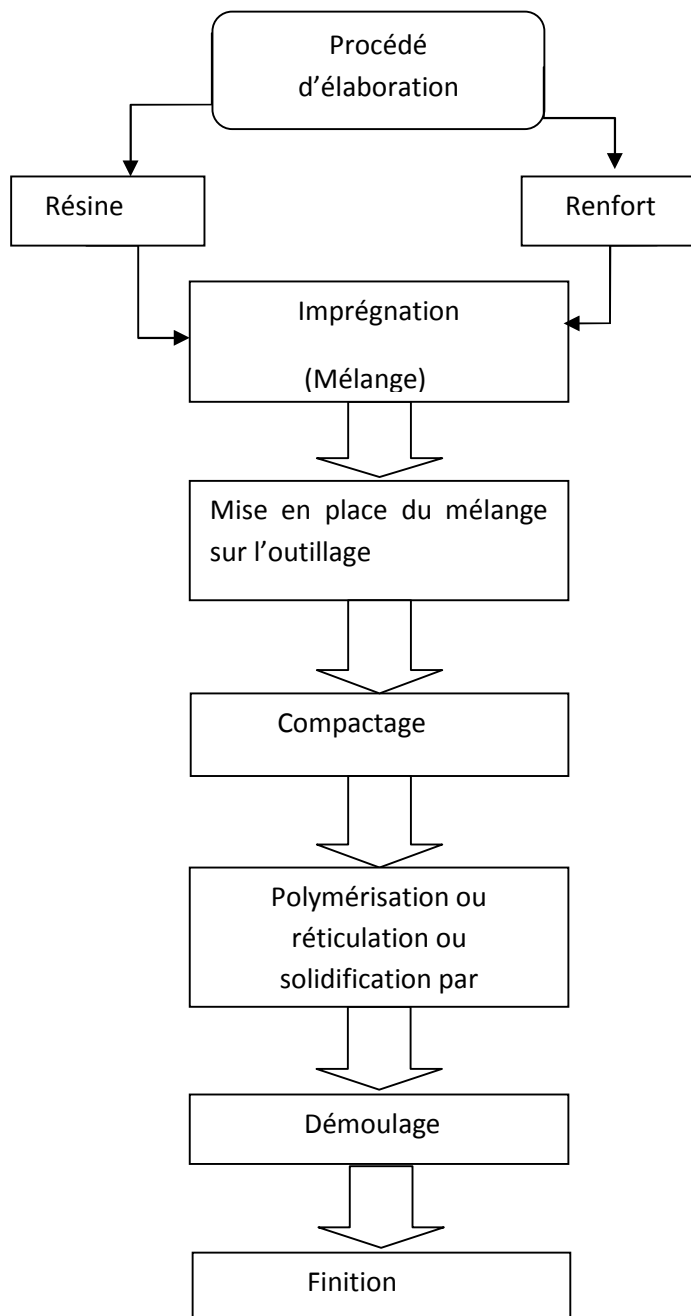 Procédé
d’élaboration
Résine
Renfort
Imprégnation
(Mélange)
Mise en place du mélange
sur l’outillage
Compactage
Polymérisation ou
réticulation ou
solidification par
Démoulage
Finition